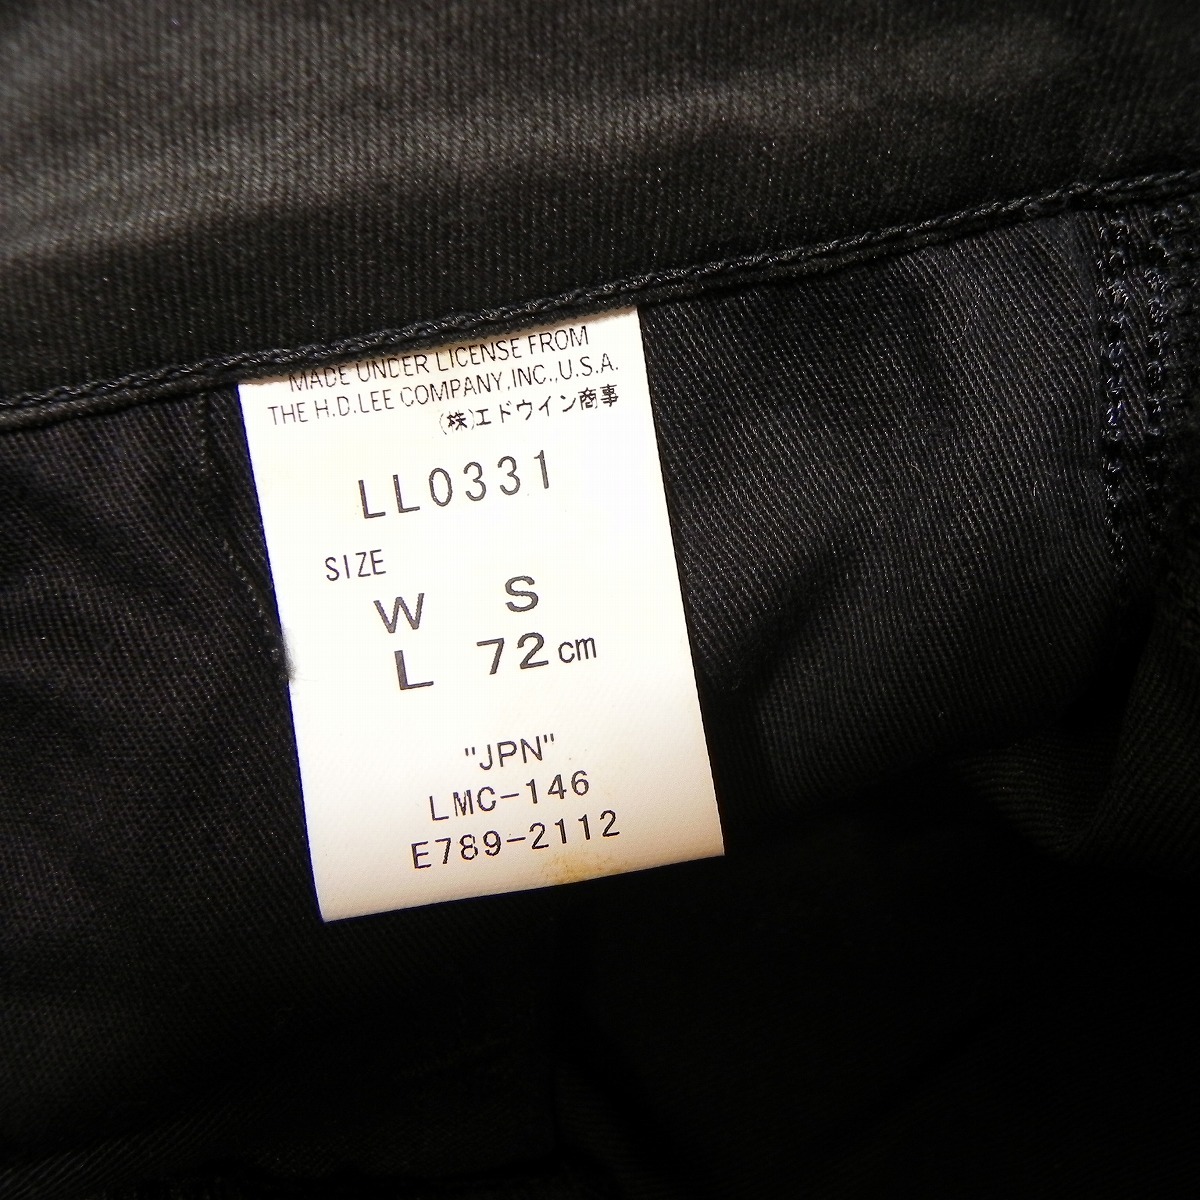 MADE UNDER LICENSE FROM
THE H.D.LEE COMPANY,INC.,U.S.A.
(株)エドウイン商事
LL0331
SIZE
W S
L 72cm
"JPN"
LMC-146
E789-2112